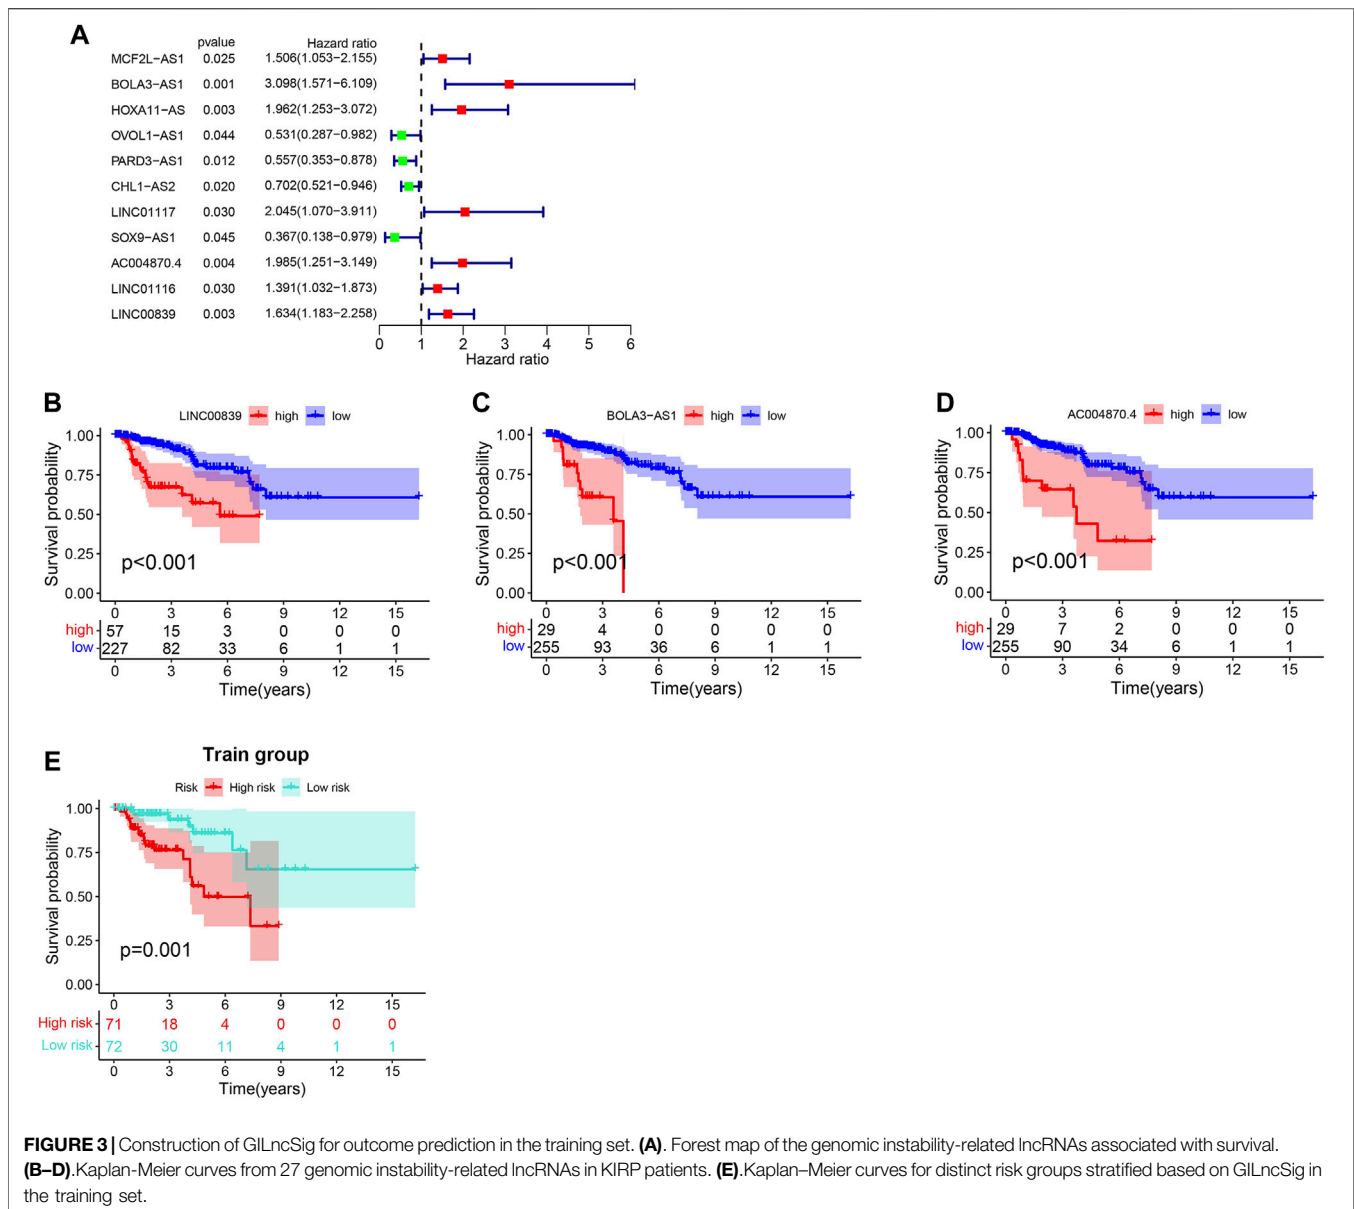 A
pvalue Hazard ratio
MCF2L−AS1 0.025 1.506(1.053−2.155)
BOLA3−AS1 0.001 3.098(1.571−6.109)
HOXA11−AS 0.003 1.962(1.253−3.072)
OVOL1−AS1 0.044 0.531(0.287−0.982)
PARD3−AS1 0.012 0.557(0.353−0.878)
CHL1−AS2 0.020 0.702(0.521−0.946)
LINC01117 0.030 2.045(1.070−3.911)
SOX9−AS1 0.045 0.367(0.138−0.979)
AC004870.4 0.004 1.985(1.251−3.149)
LINC01116 0.030 1.391(1.032−1.873)
LINC00839 0.003 1.634(1.183−2.258)
0 1 2 3 4 5 6
Hazard ratio
B
LINC00839 high low
Survival probability
1.00
0.75
0.50
0.25
0.00
p<0.001
0 3 6 9 12 15
high 57 15 3 0 0 0
low 227 82 33 6 1 1
0 3 6 9 12 15
Time(years)
C
BOLA3−AS1 high low
Survival probability
1.00
0.75
0.50
0.25
0.00
p<0.001
0 3 6 9 12 15
high 29 4 0 0 0 0
low 255 93 36 6 1 1
0 3 6 9 12 15
Time(years)
D
AC004870.4 high low
Survival probability
1.00
0.75
0.50
0.25
0.00
p<0.001
0 3 6 9 12 15
high 29 7 2 0 0 0
low 255 90 34 6 1 1
0 3 6 9 12 15
Time(years)
E
Train group
Risk High risk Low risk
Survival probability
1.00
0.75
0.50
0.25
0.00
p=0.001
0 3 6 9 12 15
High risk 71 18 4 0 0 0
Low risk 72 30 11 4 1 1
0 3 6 9 12 15
Time(years)
FIGURE 3 | Construction of GILncSig for outcome prediction in the training set. (A). Forest map of the genomic instability-related lncRNAs associated with survival.
(B–D).Kaplan-Meier curves from 27 genomic instability-related lncRNAs in KIRP patients. (E).Kaplan–Meier curves for distinct risk groups stratified based on GILncSig in
the training set.